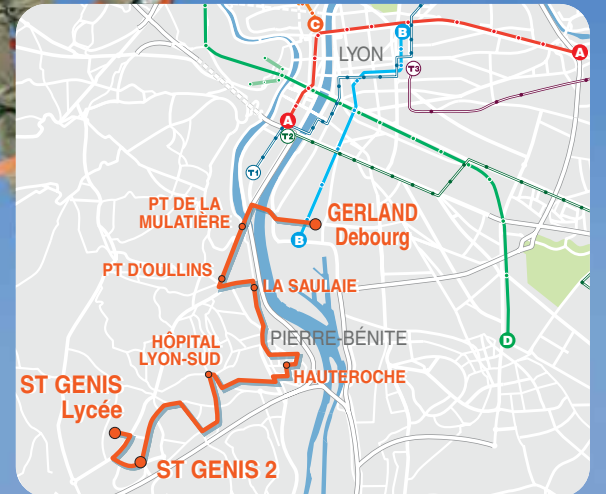 C
B
LYON
A
T3
A
T2
T1
PT DE LA
MULATIÈRE
GERLAND
Debourg
B
PT D'OULLINS
LA SAULAIE
PIERRE-BÉNITE
D
HÔPITAL
LYON-SUD
HAUTEROCHE
ST GENIS
Lycée
ST GENIS 2